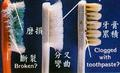 磨損
斷裂
Broken?
分叉
彎曲
牙膏
累積
Clogged
with
toothpaste?